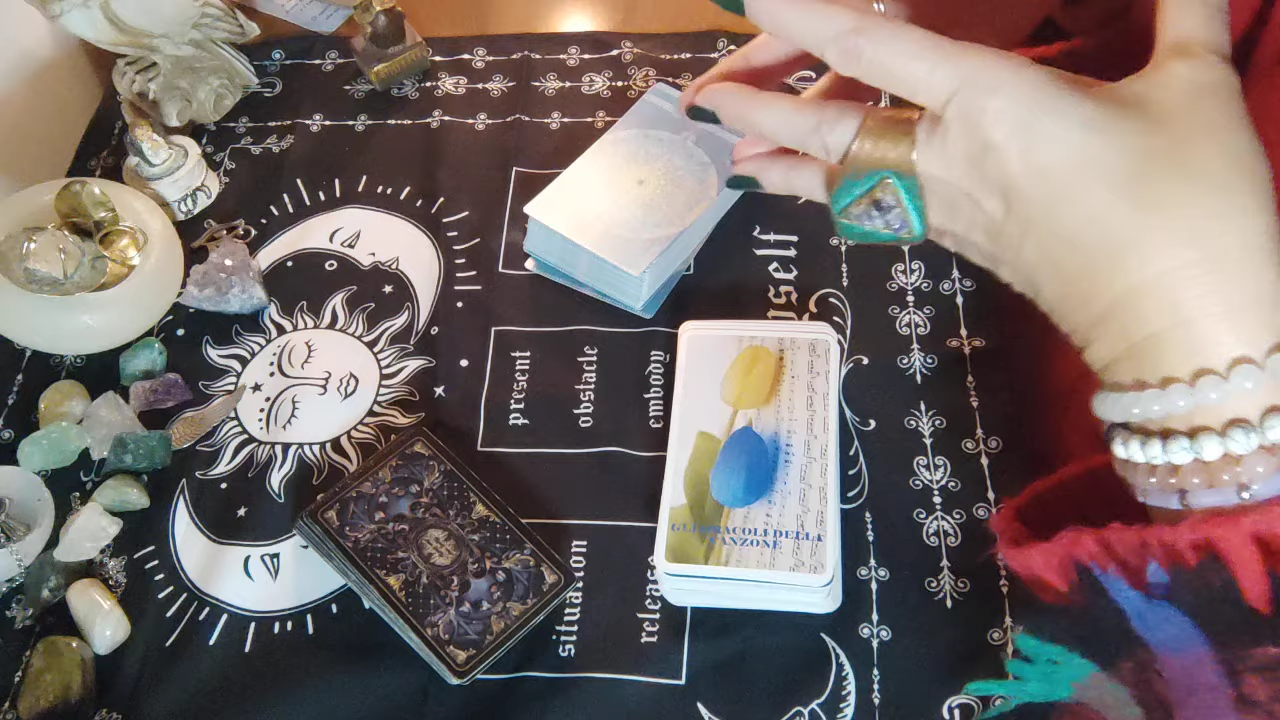 yself
present
obstacle
embody
situation
release
GLI ORACOLI DELLA
CANZONE